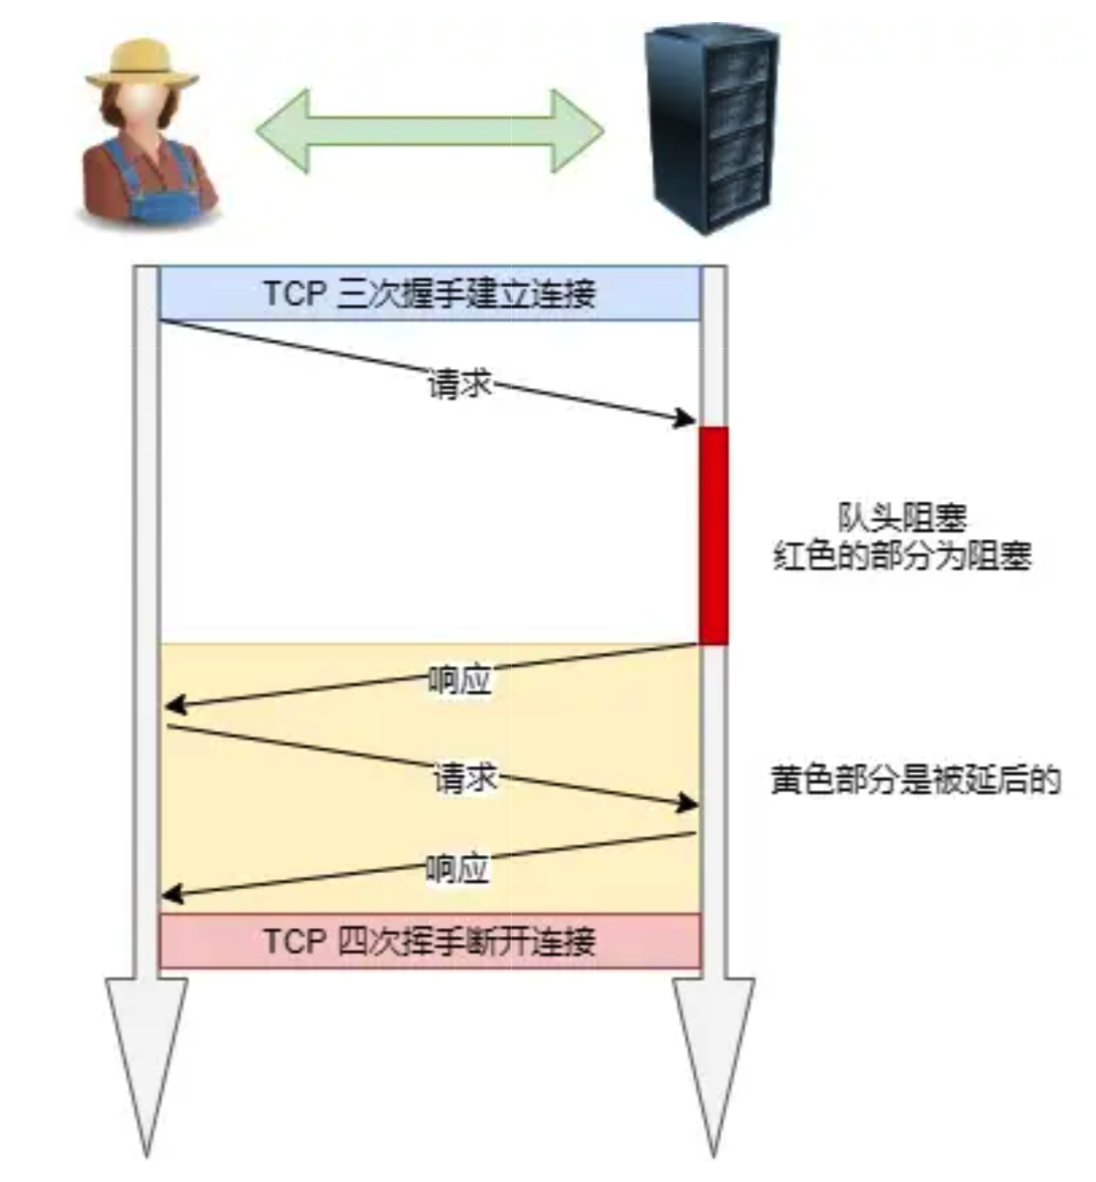 TCP 三次握手建立连接
请求
队头阻塞
红色的部分为阻塞
响应
请求
黄色部分是被延后的
响应
TCP 四次挥手断开连接